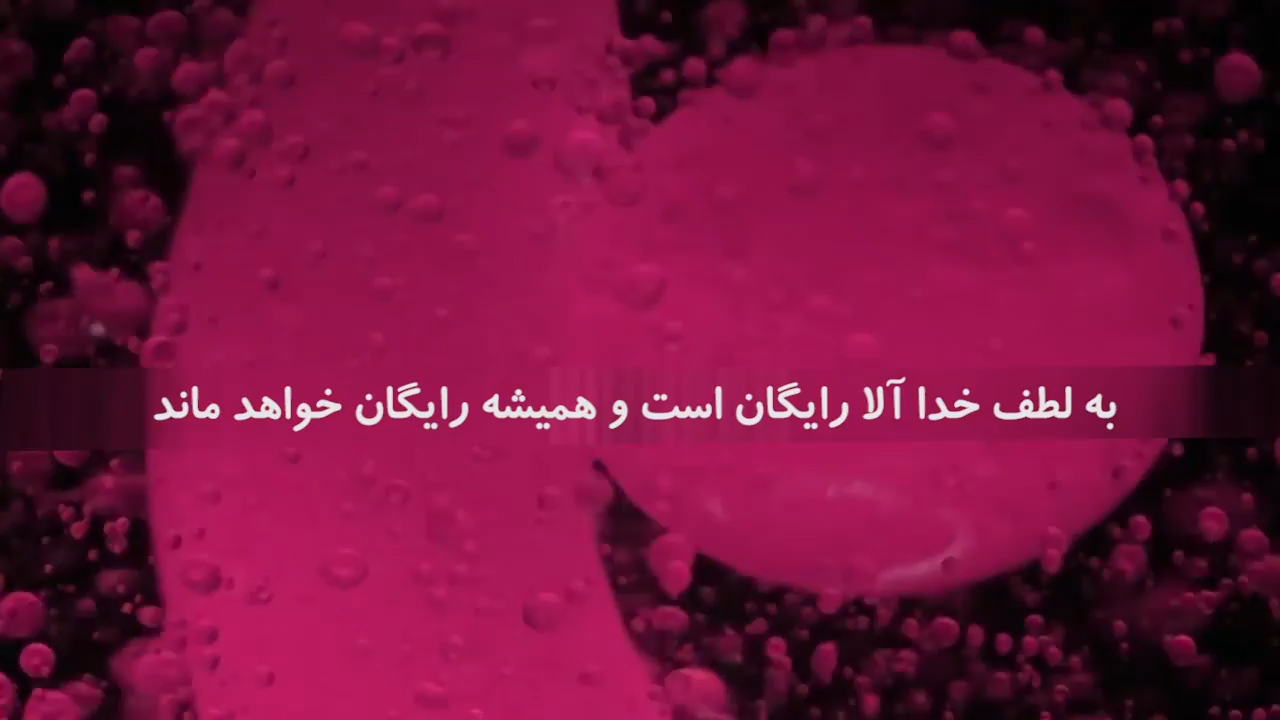 به لطف خدا آلا رایگان است و همیشه رایگان خواهد ماند